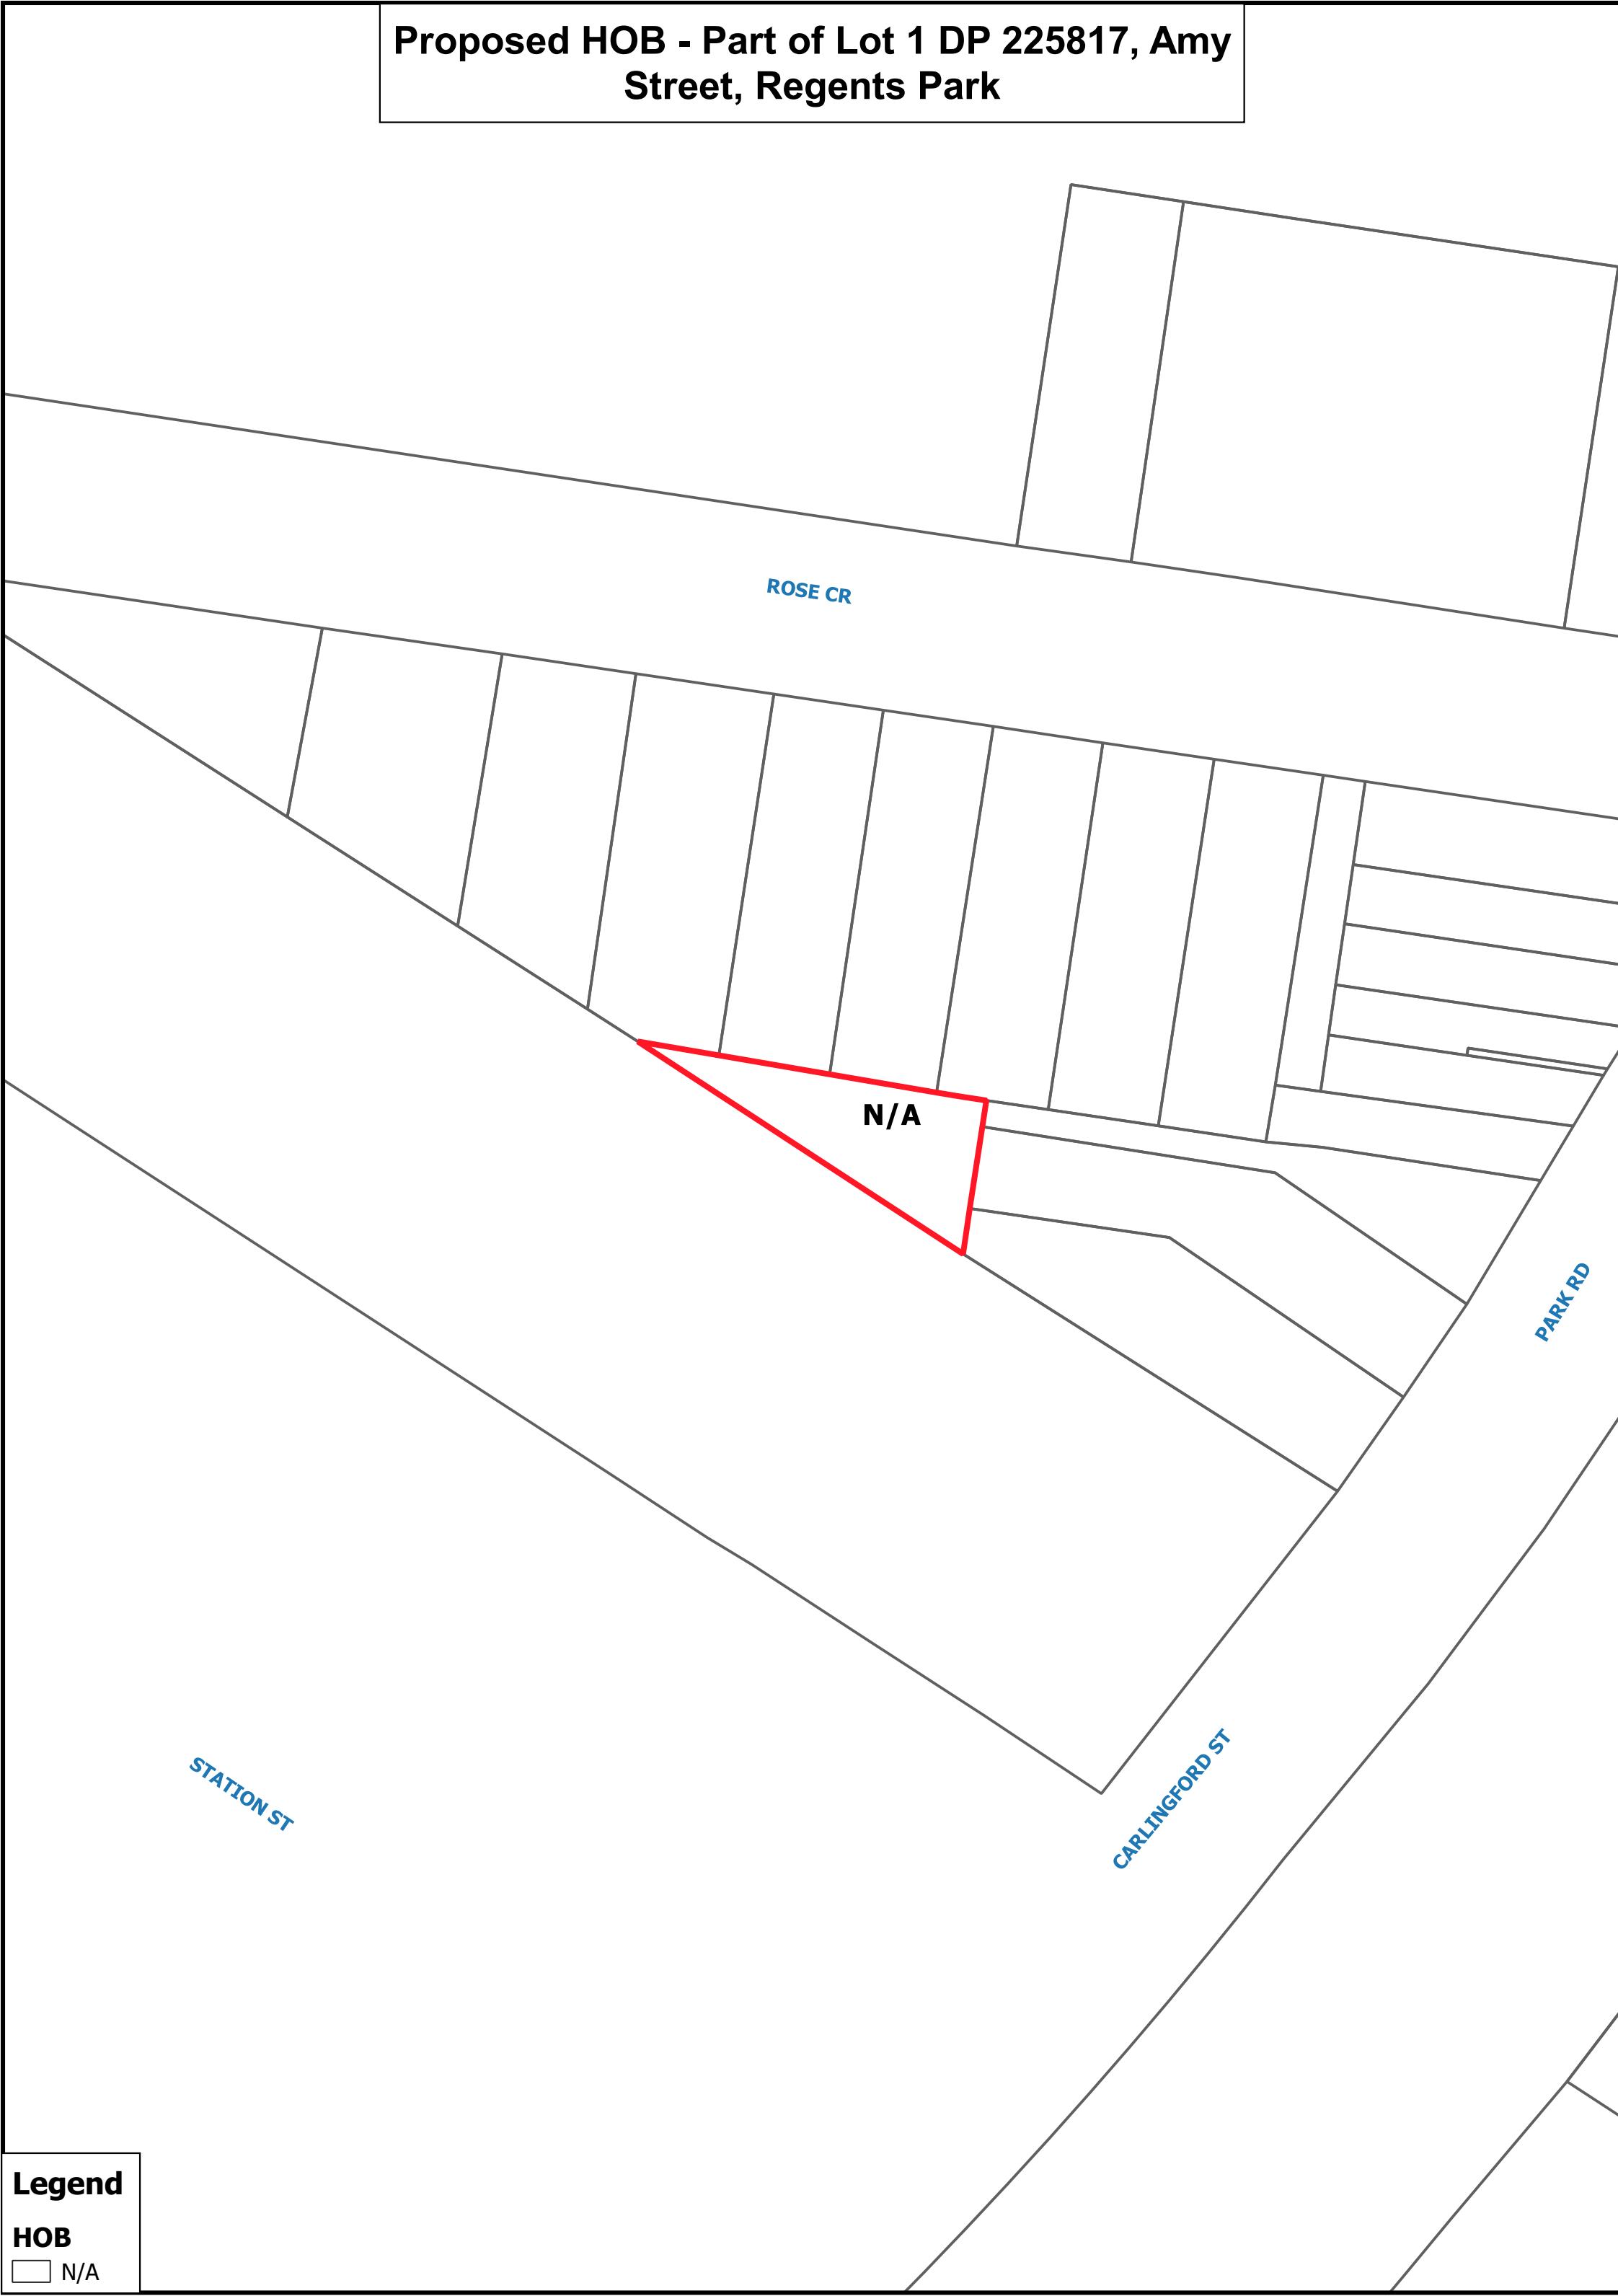 Proposed HOB - Part of Lot 1 DP 225817, Amy
Street, Regents Park
ROSE CR
N/A
PARK RD
CARLINGFORD ST
STATION ST
Legend
HOB
N/A